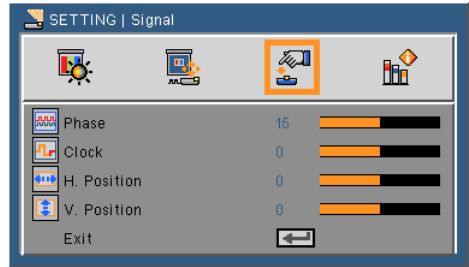 SETTING | Signal
Phase 15
Clock 0
H. Position 0
V. Position 0
Exit